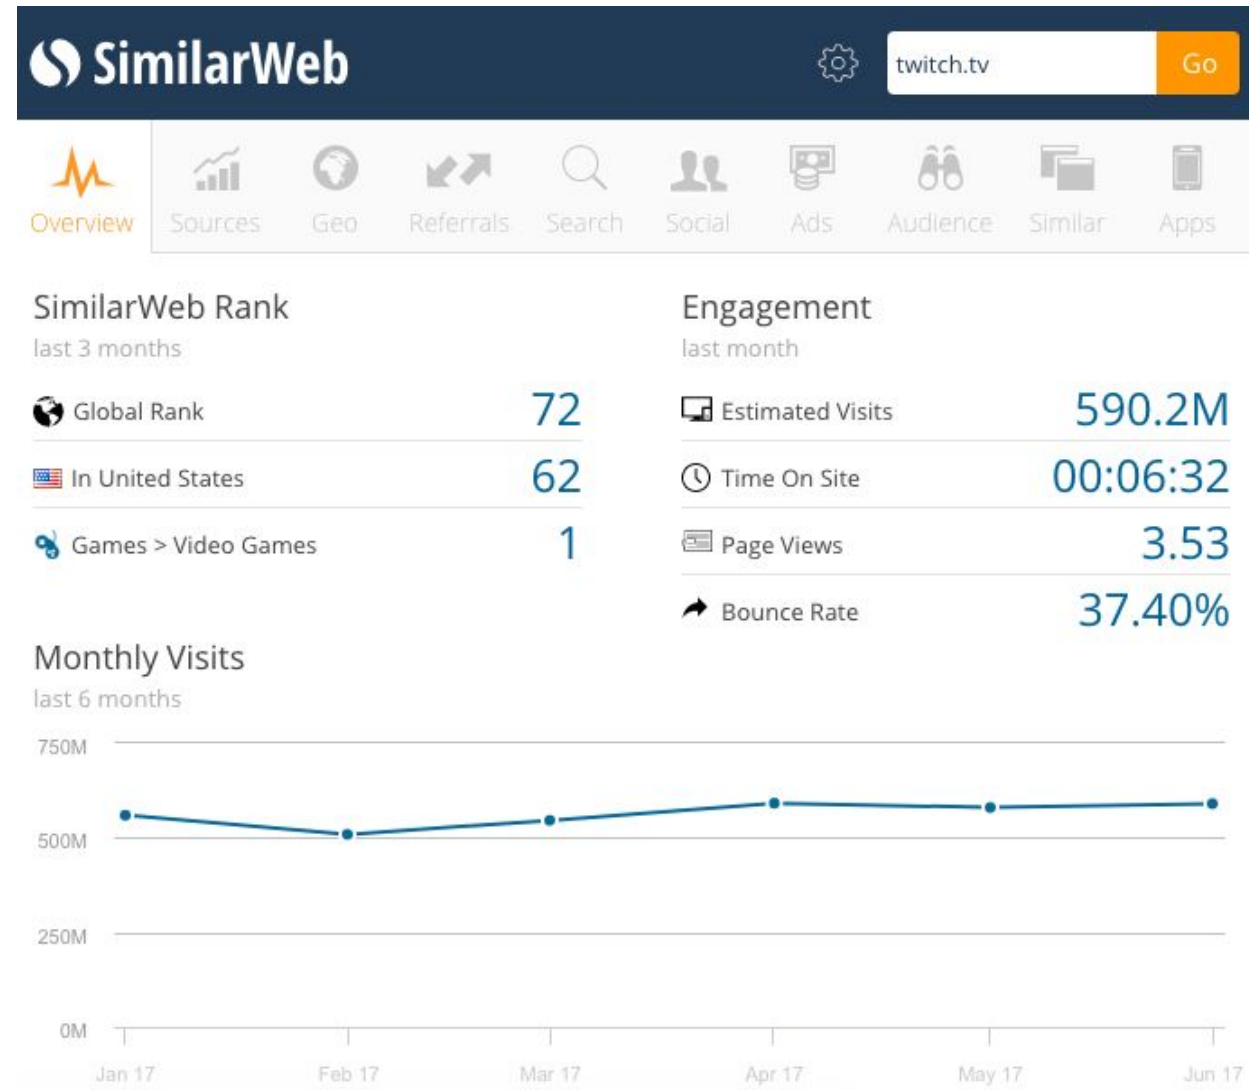 SimilarWeb
twitch.tv
Go
Overview
Sources
Geo
Referrals
Search
Social
Ads
Audience
Similar
Apps
SimilarWeb Rank
last 3 months
Global Rank 72
In United States 62
Games > Video Games 1
Engagement
last month
Estimated Visits 590.2M
Time On Site 00:06:32
Page Views 3.53
Bounce Rate 37.40%
Monthly Visits
last 6 months
750M
500M
250M
0M
Jan 17
Feb 17
Mar 17
Apr 17
May 17
Jun 17